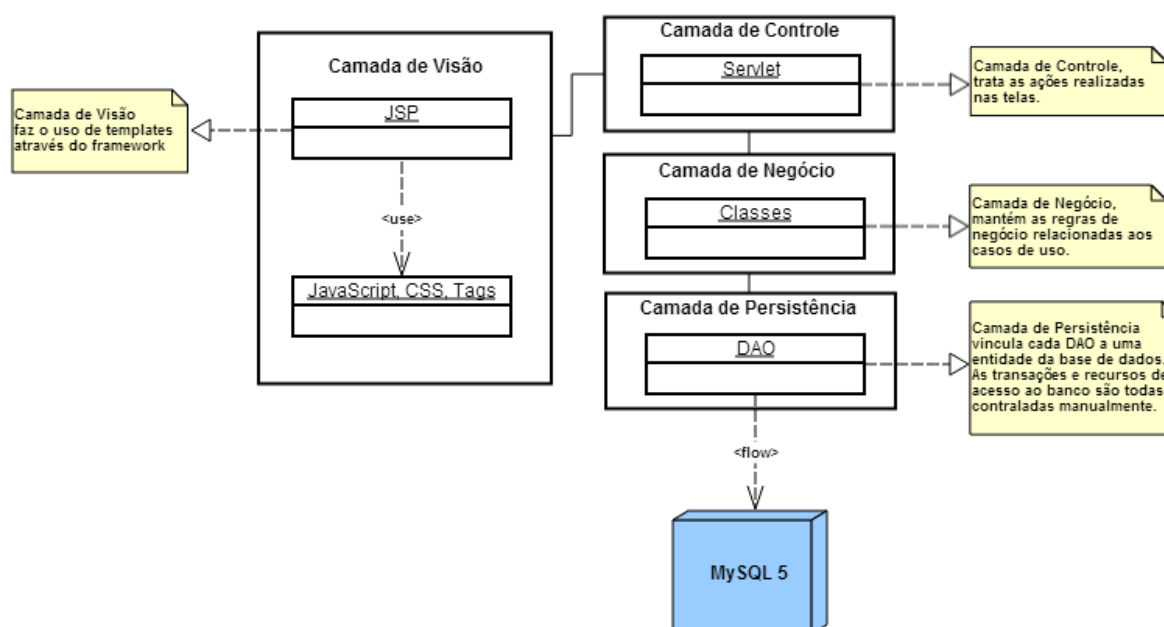 Camada de Visão
faz o uso de templates
através do framework
Camada de Visão
JSP
<use>
JavaScript, CSS, Tags
Camada de Controle
Servlet
Camada de Controle,
trata as ações realizadas
nas telas.
Camada de Negócio
Classes
Camada de Negócio,
mantém as regras de
negócio relacionadas aos
casos de uso.
Camada de Persistência
DAO
Camada de Persistência
vincula cada DAO a uma
entidade da base de dados.
As transações e recursos de
acesso ao banco são todas
contraladas manualmente.
<flow>
MySQL 5